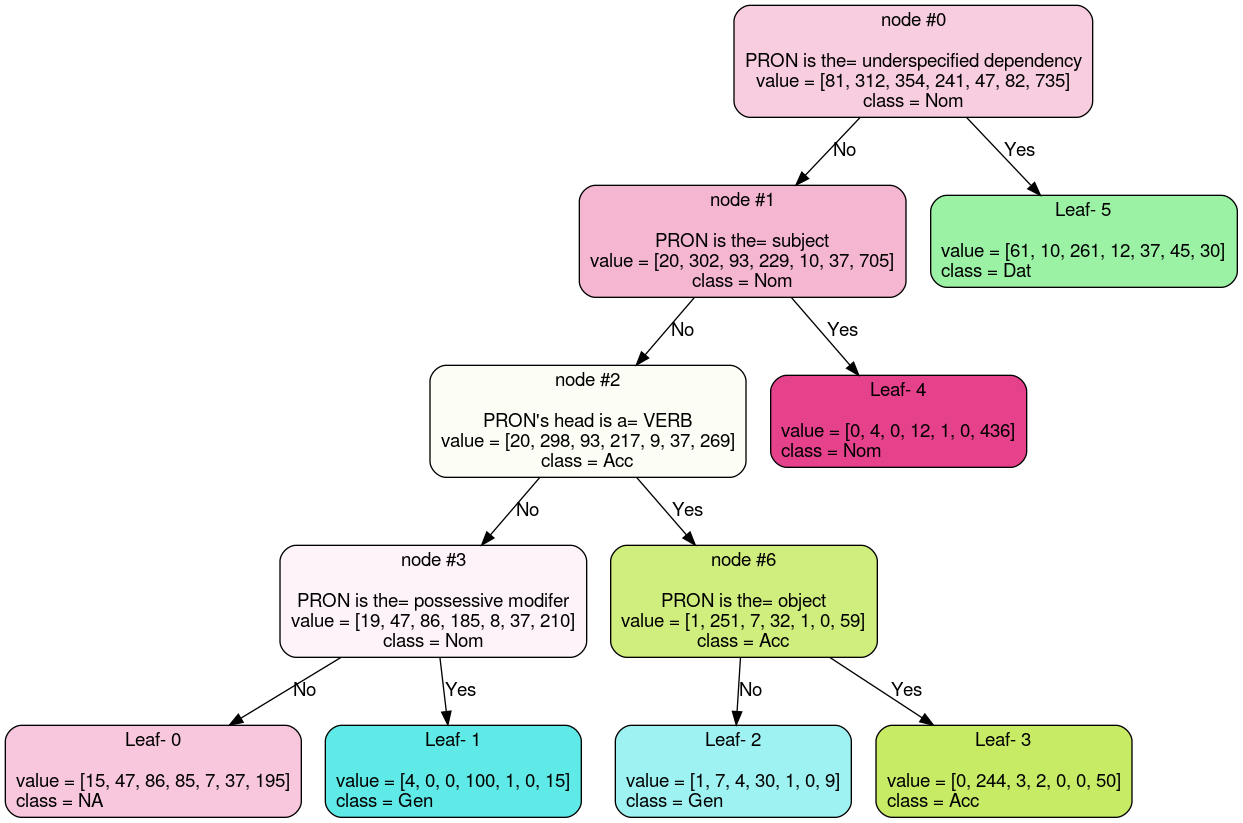 node #0
PRON is the= underspecified dependency
value = [81, 312, 354, 241, 47, 82, 735]
class = Nom
No
Yes
node #1
PRON is the= subject
value = [20, 302, 93, 229, 10, 37, 705]
class = Nom
Leaf- 5
value = [61, 10, 261, 12, 37, 45, 30]
class = Dat
No
Yes
node #2
PRON's head is a= VERB
value = [20, 298, 93, 217, 9, 37, 269]
class = Acc
Leaf- 4
value = [0, 4, 0, 12, 1, 0, 436]
class = Nom
No
Yes
node #3
PRON is the= possessive modifer
value = [19, 47, 86, 185, 8, 37, 210]
class = Nom
node #6
PRON is the= object
value = [1, 251, 7, 32, 1, 0, 59]
class = Acc
No
Yes
No
Yes
Leaf- 0
value = [15, 47, 86, 85, 7, 37, 195]
class = NA
Leaf- 1
value = [4, 0, 0, 100, 1, 0, 15]
class = Gen
Leaf- 2
value = [1, 7, 4, 30, 1, 0, 9]
class = Gen
Leaf- 3
value = [0, 244, 3, 2, 0, 0, 50]
class = Acc